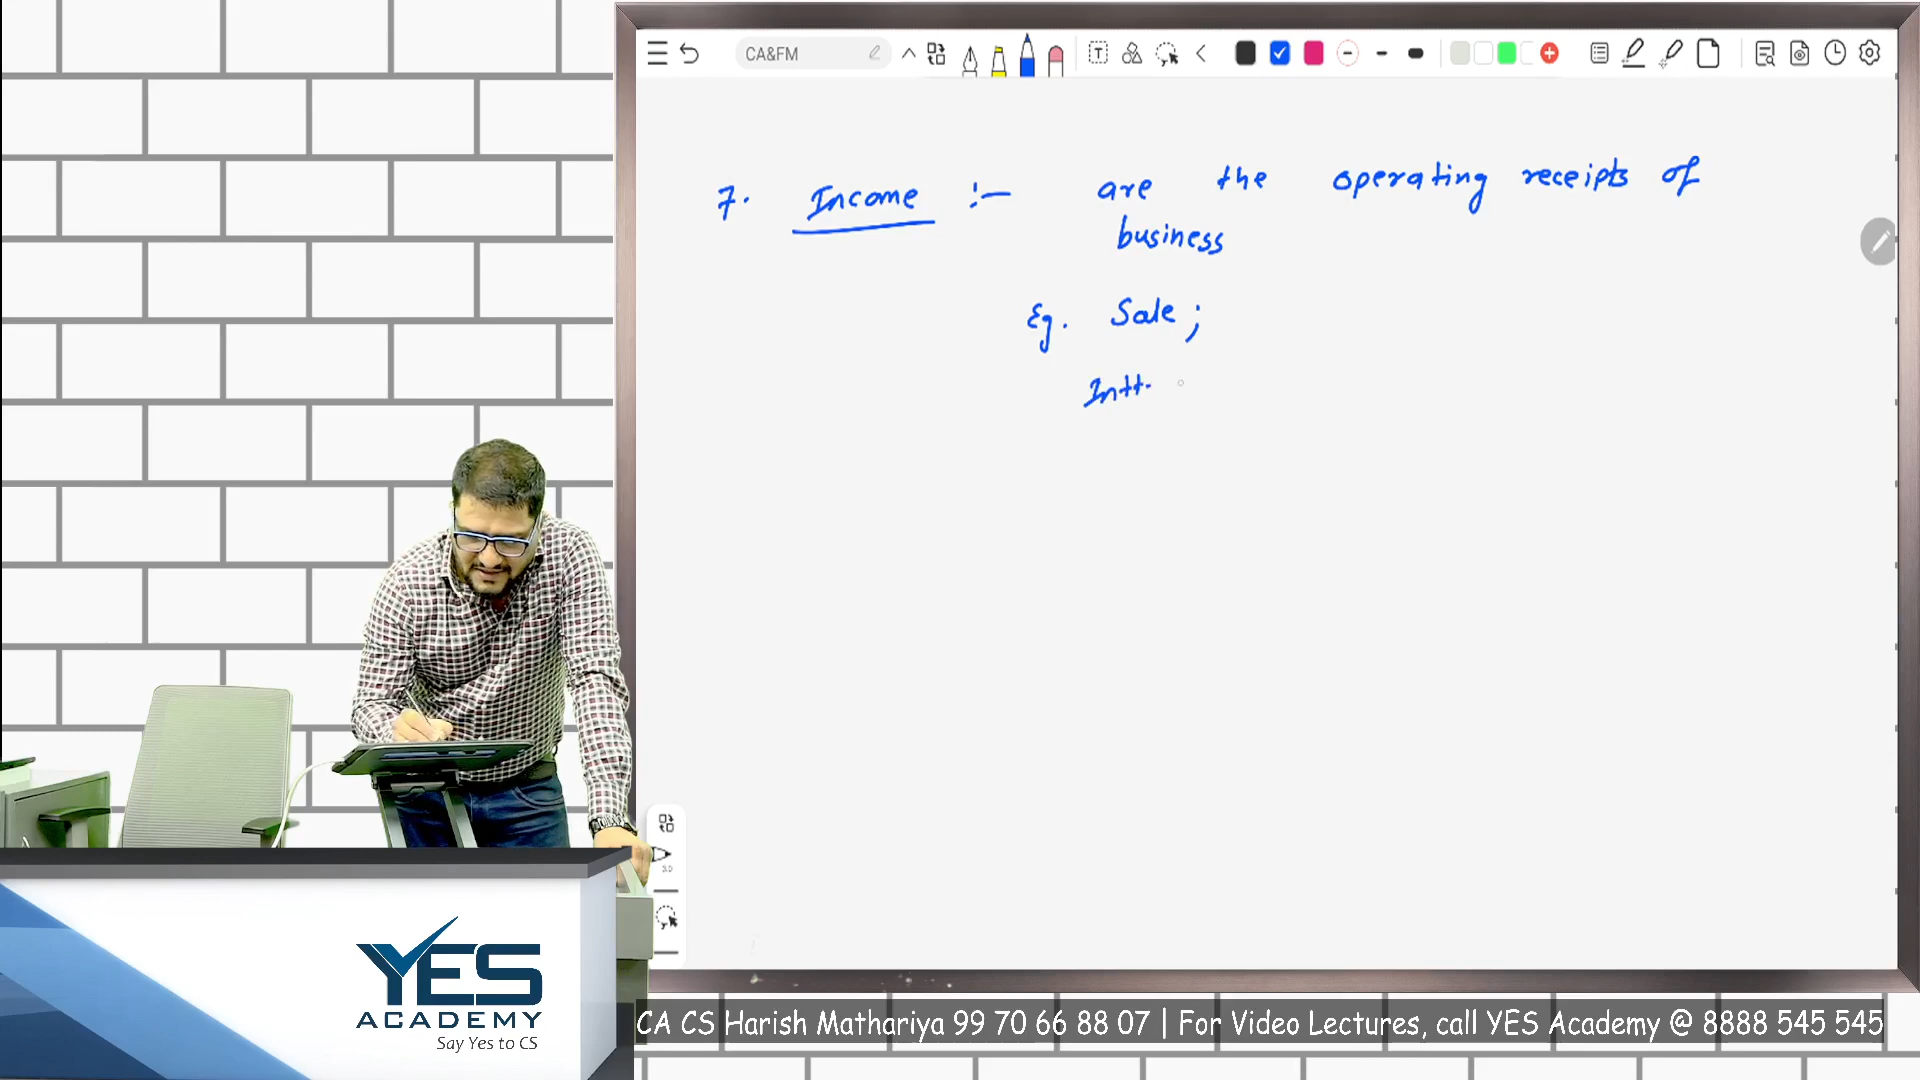 CA&FM
7. Income :- are the operating receipts of
business
Eg. Sale;
Intt.
YES
ACADEMY
Say Yes to CS
CA CS Harish Mathariya 99 70 66 88 07 | For Video Lectures, call YES Academy @ 8888 545 545